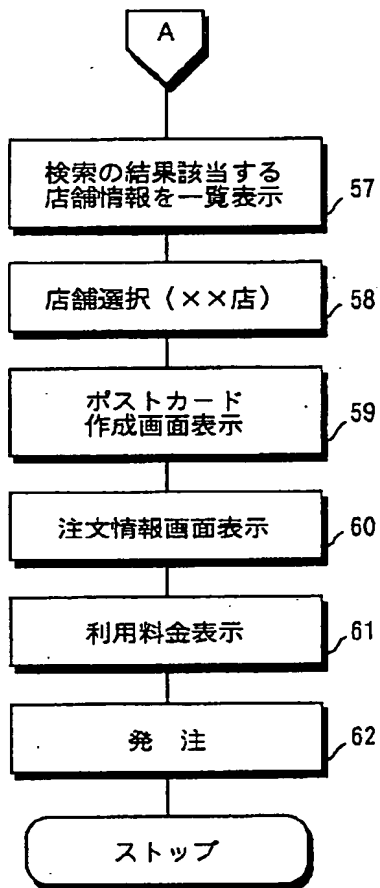 A
検索の結果該当する
店舗情報を一覧表示
57
店舗選択(××店)
58
ポストカード
作成画面表示
59
注文情報画面表示
60
利用料金表示
61
発 注
62
ストップ